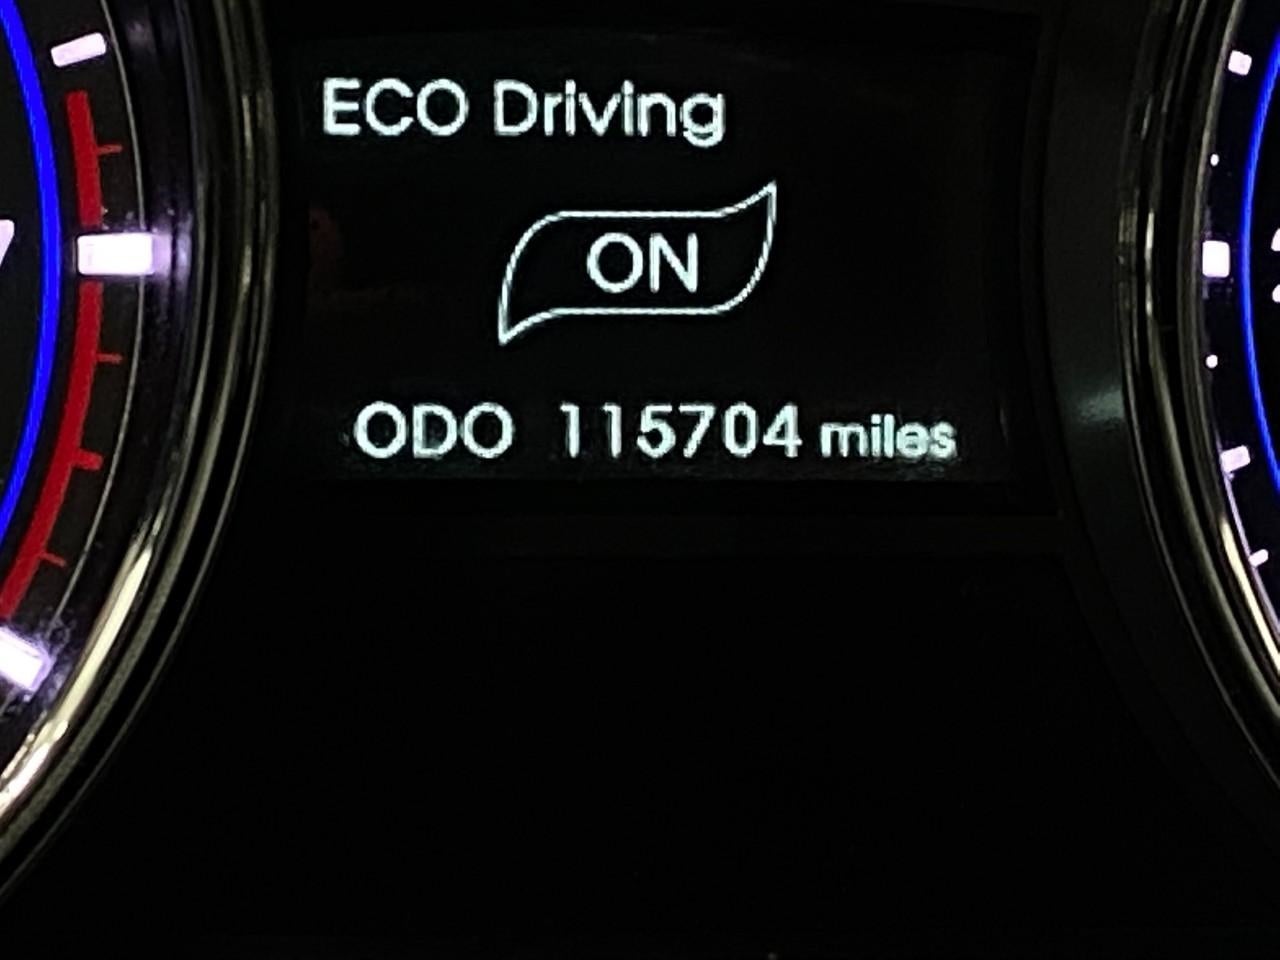 ECO Driving
ON
ODO 115704 miles